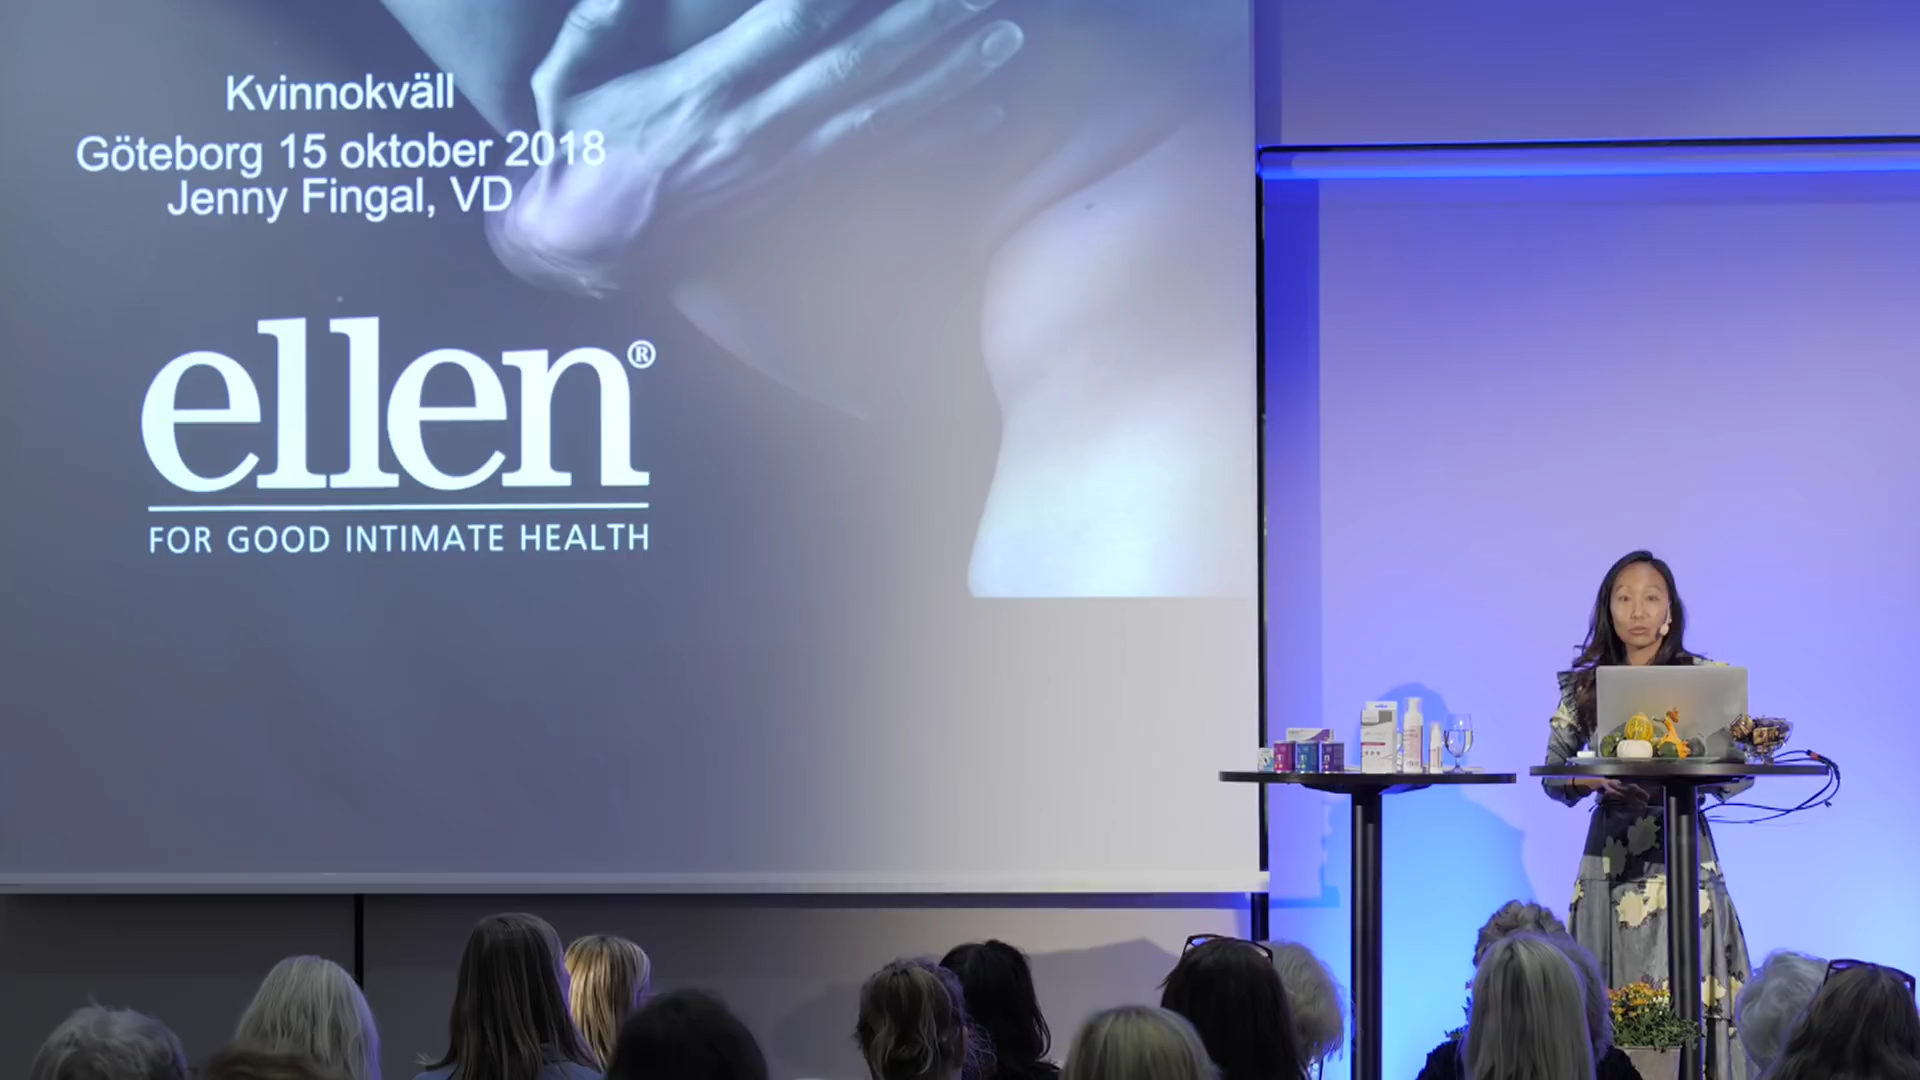 Kvinnokväll
Göteborg 15 oktober 2018
Jenny Fingal, VD
ellen®
FOR GOOD INTIMATE HEALTH